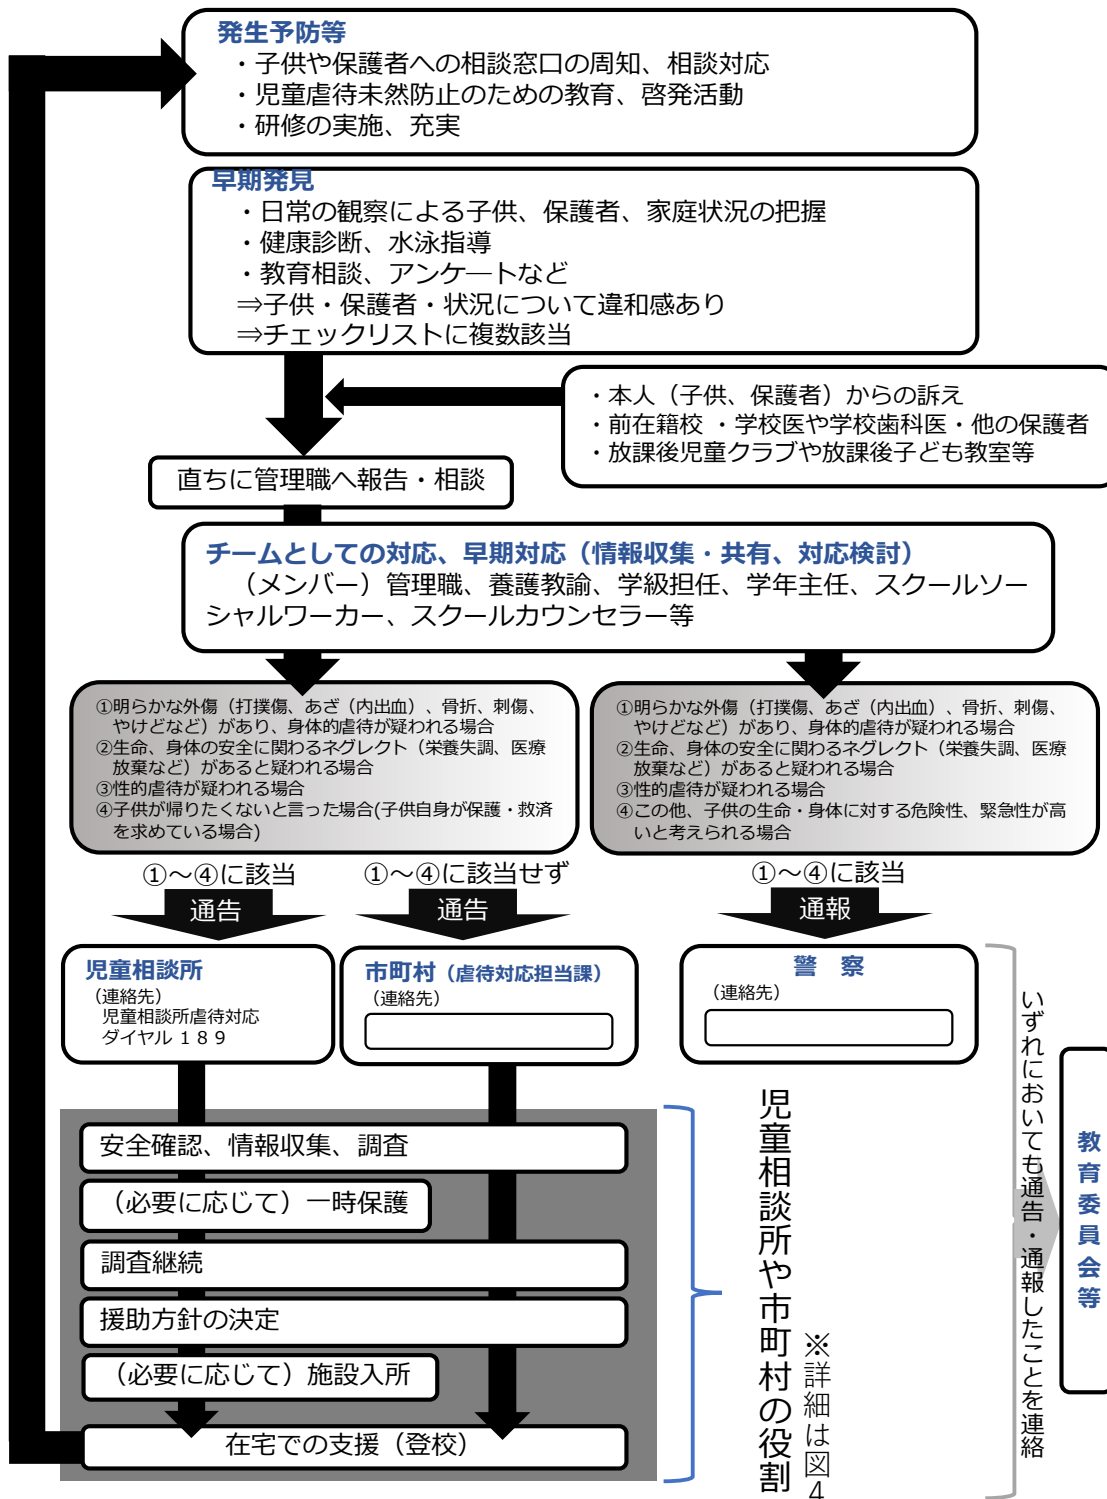 発生予防等
・子供や保護者への相談窓口の周知、相談対応
・児童虐待未然防止のための教育、啓発活動
・研修の実施、充実
早期発見
・日常の観察による子供、保護者、家庭状況の把握
・健康診断、水泳指導
・教育相談、アンケ―トなど
⇒子供・保護者・状況について違和感あり
⇒チェックリストに複数該当
・本人（子供、保護者）からの訴え
・前在籍校 ・学校医や学校歯科医・他の保護者
・放課後児童クラブや放課後子ども教室等
直ちに管理職へ報告・相談
チームとしての対応、早期対応（情報収集・共有、対応検討）
（メンバー）管理職、養護教諭、学級担任、学年主任、スクールソー
シャルワーカー、スクールカウンセラー等
①明らかな外傷（打撲傷、あざ（内出血）、骨折、刺傷、
やけどなど）があり、身体的虐待が疑われる場合
②生命、身体の安全に関わるネグレクト（栄養失調、医療
放棄など）があると疑われる場合
③性的虐待が疑われる場合
④子供が帰りたくないと言った場合(子供自身が保護・救済
を求めている場合)
①明らかな外傷（打撲傷、あざ（内出血）、骨折、刺傷、
やけどなど）があり、身体的虐待が疑われる場合
②生命、身体の安全に関わるネグレクト（栄養失調、医療
放棄など）があると疑われる場合
③性的虐待が疑われる場合
④この他、子供の生命・身体に対する危険性、緊急性が高
いと考えられる場合
①～④に該当
①～④に該当せず
①～④に該当
通告
通告
通報
児童相談所
（連絡先）
児童相談所虐待対応
ダイヤル １８９
市町村（虐待対応担当課）
（連絡先）
警　察
（連絡先）
いずれにおいても通告・通報したことを連絡
教育委員会等
安全確認、情報収集、調査
（必要に応じて）一時保護
調査継続
援助方針の決定
（必要に応じて）施設入所
在宅での支援（登校）
児童相談所や市町村の役割
※詳細は図４